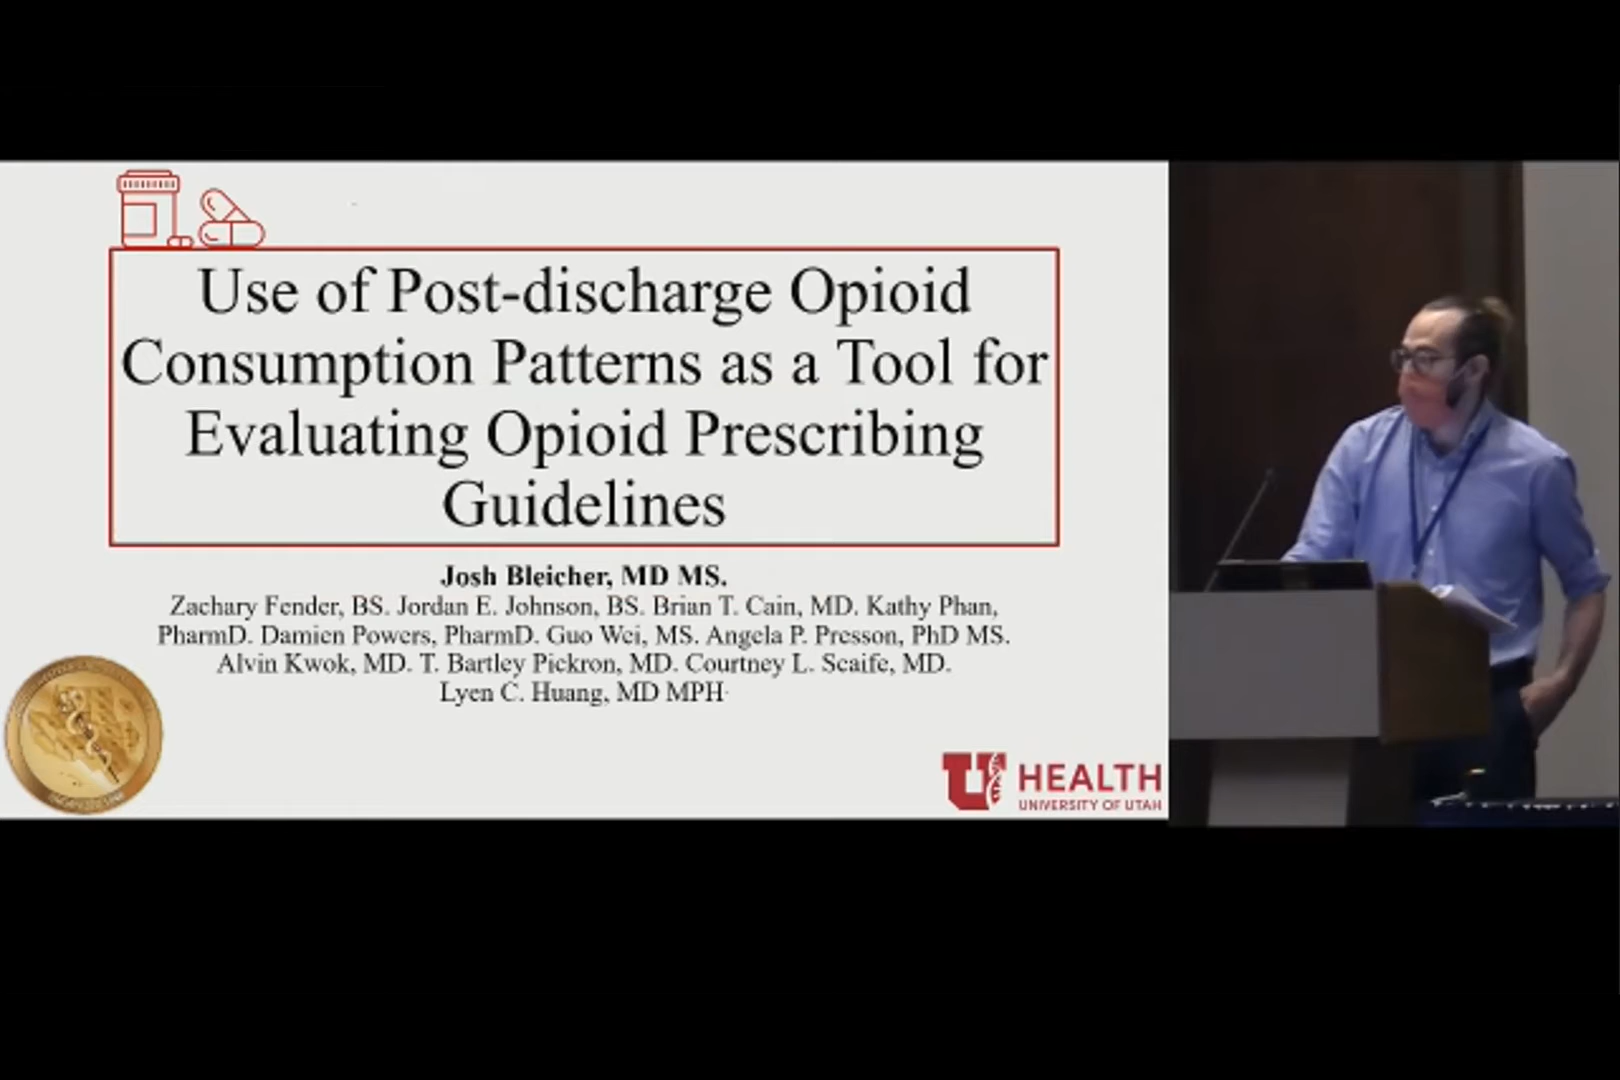 Use of Post-discharge Opioid
Consumption Patterns as a Tool for
Evaluating Opioid Prescribing
Guidelines
Josh Bleicher, MD MS.
Zachary Fender, BS. Jordan E. Johnson, BS. Brian T. Cain, MD. Kathy Phan,
PharmD. Damien Powers, PharmD. Guo Wei, MS. Angela P. Presson, PhD MS.
Alvin Kwok, MD. T. Bartley Pickron, MD. Courtney L. Scaife, MD.
Lyen C. Huang, MD MPH
U HEALTH
UNIVERSITY OF UTAH